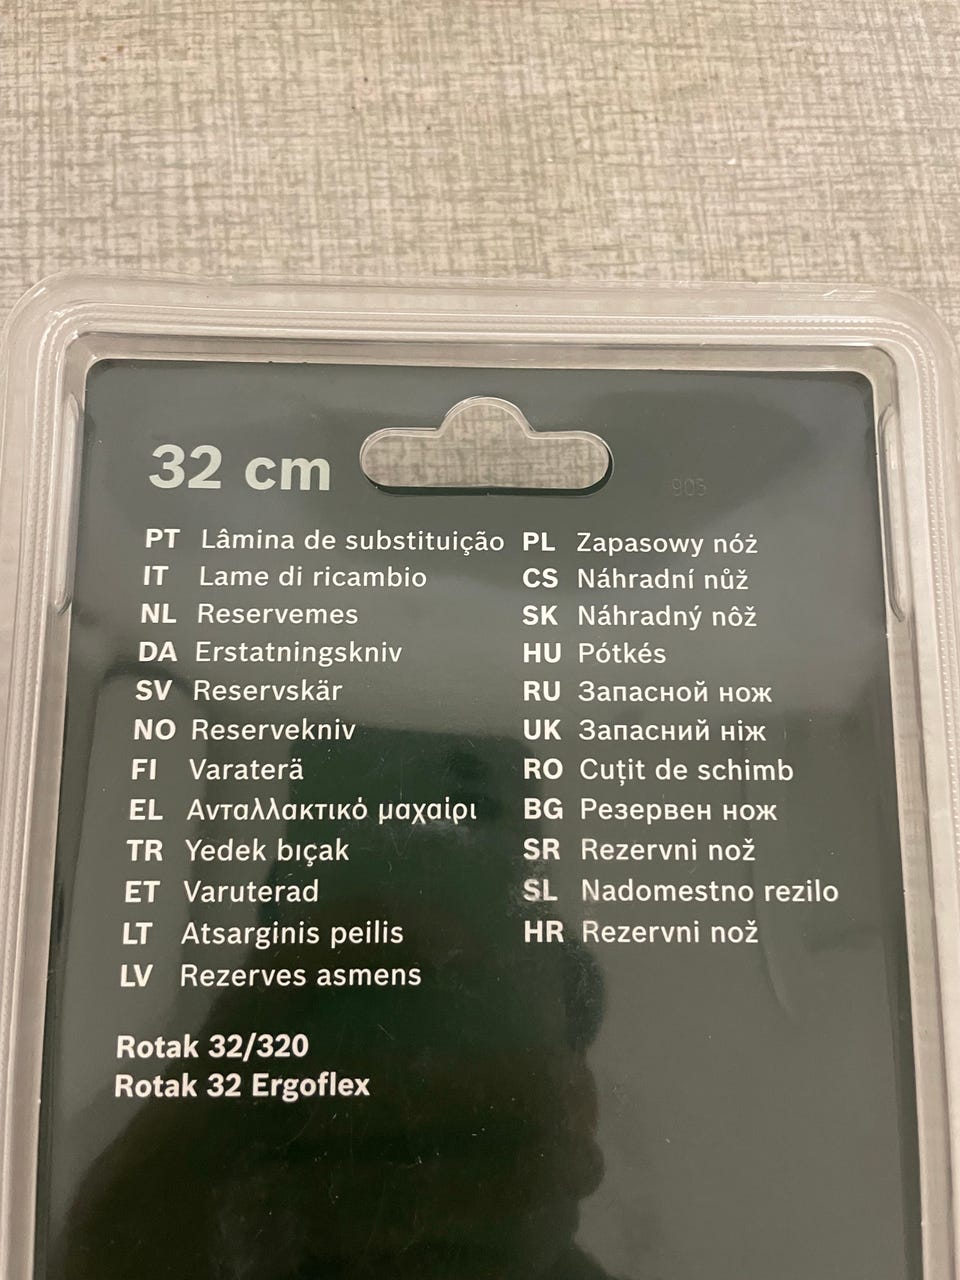 32 cm
905
PT Lâmina de substituição
IT Lame di ricambio
NL Reservemes
DA Erstatningskniv
SV Reservskär
NO Reservekniv
FI Varaterä
EL Ανταλλακτικό μαχαίρι
TR Yedek bıçak
ET Varuterad
LT Atsarginis peilis
LV Rezerves asmens
PL Zapasowy nóż
CS Náhradní nůž
SK Náhradný nôž
HU Pótkés
RU Запасной нож
UK Запасний ніж
RO Cuțit de schimb
BG Резервен нож
SR Rezervni nož
SL Nadomestno rezilo
HR Rezervni nož
Rotak 32/320
Rotak 32 Ergoflex